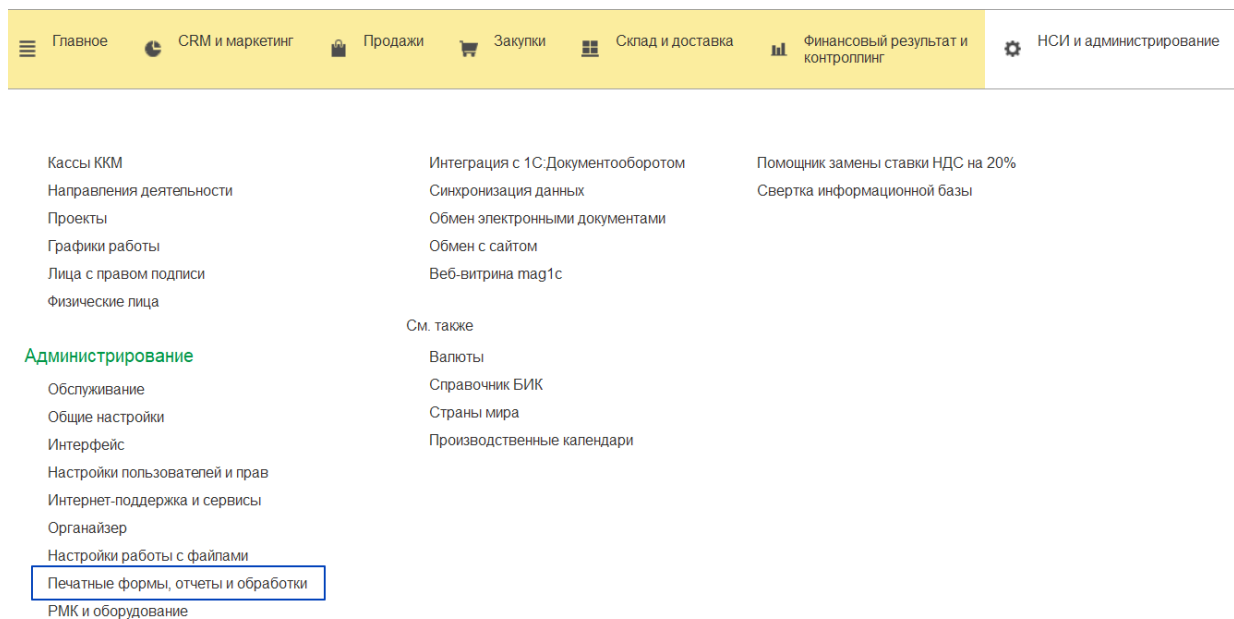 Главное
CRM и маркетинг
Продажи
Закупки
Склад и доставка
Финансовый результат и
контроллинг
НСИ и администрирование
Кассы ККМ
Направления деятельности
Проекты
Графики работы
Лица с правом подписи
Физические лица
Администрирование
Обслуживание
Общие настройки
Интерфейс
Настройки пользователей и прав
Интернет-поддержка и сервисы
Органайзер
Настройки работы с файлами
Печатные формы, отчеты и обработки
РМК и оборудование
Интеграция с 1С:Документооборотом
Синхронизация данных
Обмен электронными документами
Обмен с сайтом
Веб-витрина mag1c
См. также
Валюты
Справочник БИК
Страны мира
Производственные календари
Помощник замены ставки НДС на 20%
Свертка информационной базы